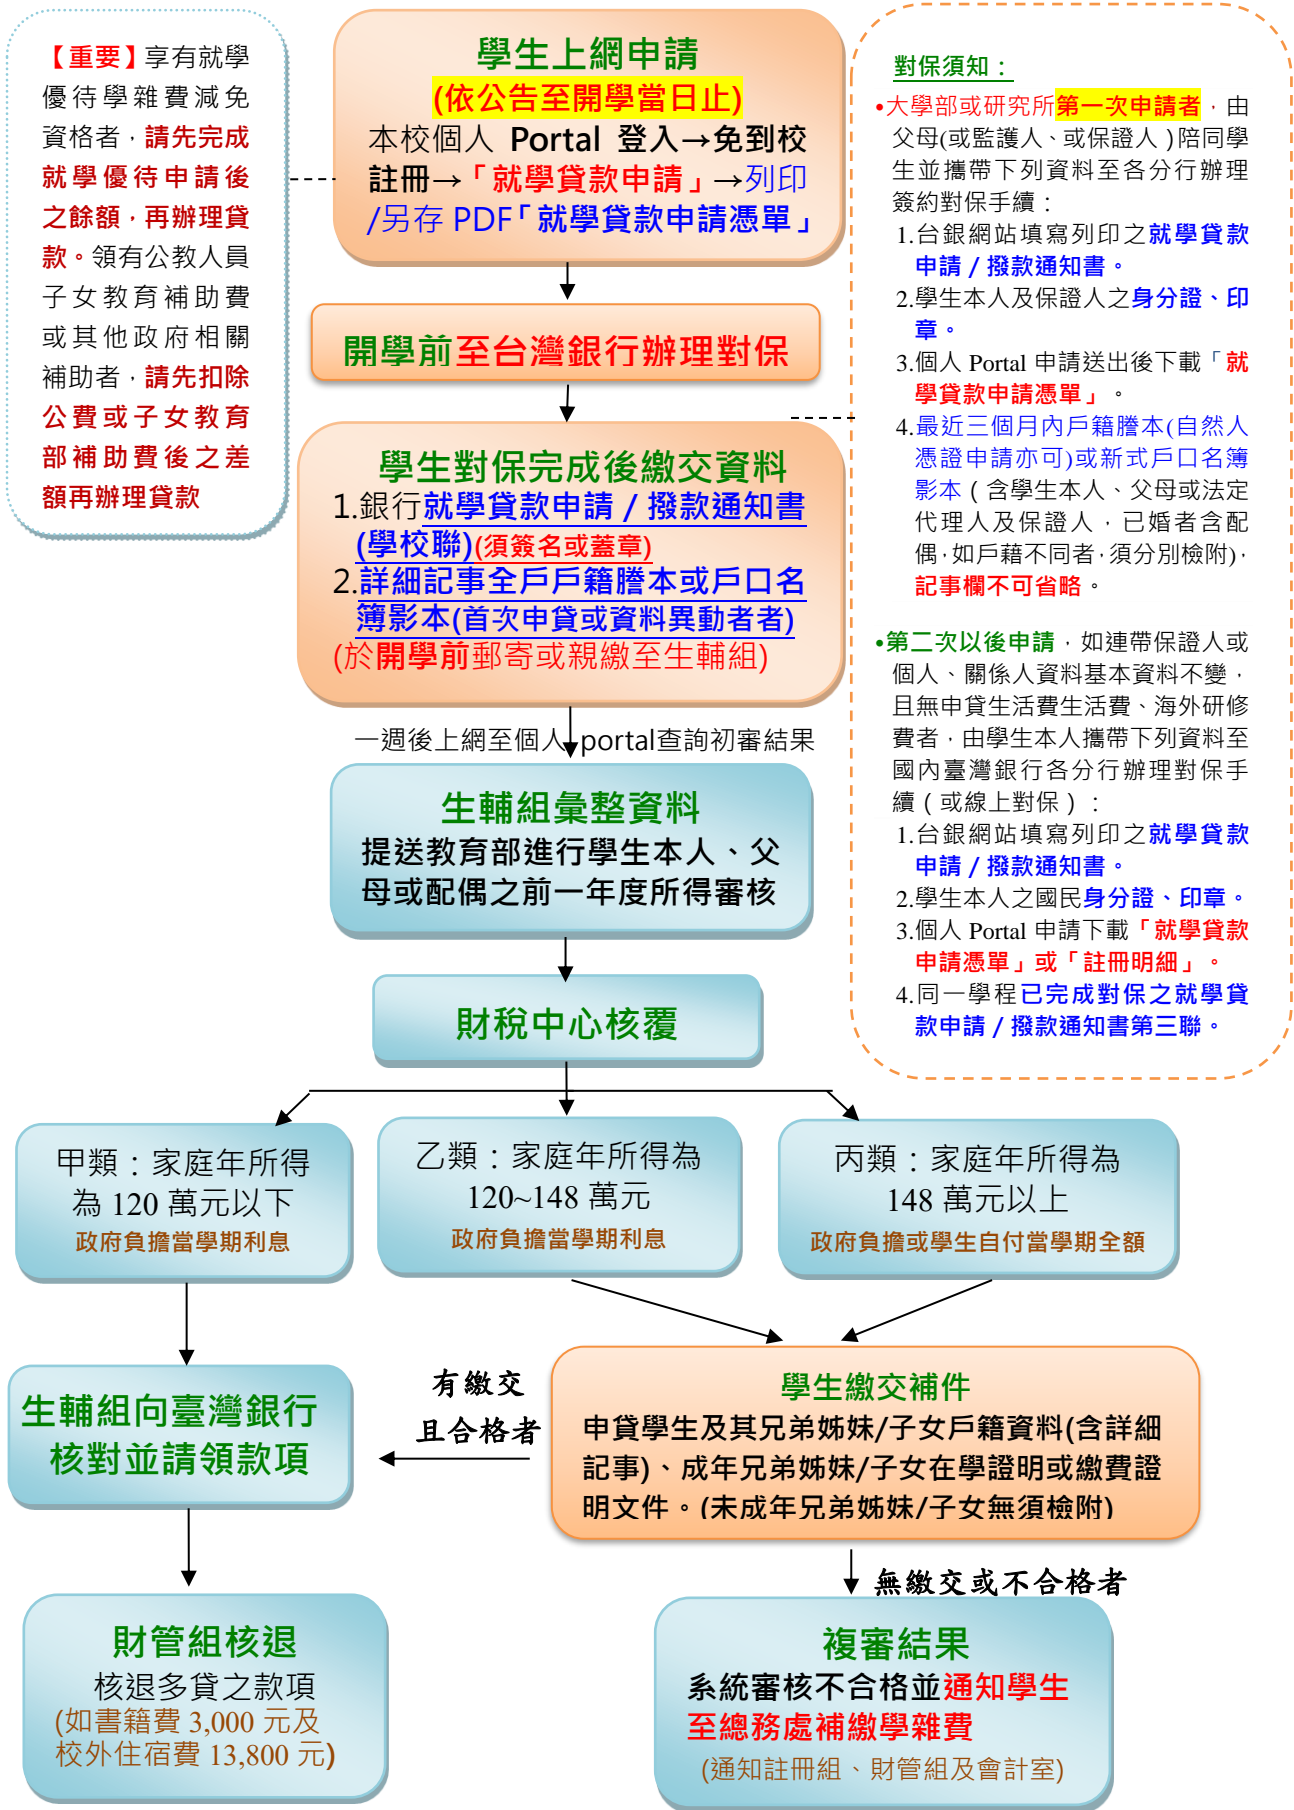 【重要】享有就學
優待學雜費減免
資格者，請先完成
就學優待申請後
之餘額，再辦理貸
款。領有公教人員
子女教育補助費
或其他政府相關
補助者，請先扣除
公費或子女教育
部補助費後之差
額再辦理貸款
學生上網申請
(依公告至開學當日止)
本校個人 Portal 登入→免到校
註冊→「就學貸款申請」→列印
/另存 PDF「就學貸款申請憑單」
開學前至台灣銀行辦理對保
學生對保完成後繳交資料
1.銀行就學貸款申請／撥款通知書
(學校聯)(須簽名或蓋章)
2.詳細記事全戶戶籍謄本或戶口名
簿影本(首次申貸或資料異動者者)
(於開學前郵寄或親繳至生輔組)
對保須知：
•大學部或研究所第一次申請者，由
父母(或監護人、或保證人)陪同學
生並攜帶下列資料至各分行辦理
簽約對保手續：
1.台銀網站填寫列印之就學貸款
申請／撥款通知書。
2.學生本人及保證人之身分證、印
章。
3.個人 Portal 申請送出後下載「就
學貸款申請憑單」。
4.最近三個月內戶籍謄本(自然人
憑證申請亦可)或新式戶口名簿
影本（含學生本人、父母或法定
代理人及保證人，已婚者含配
偶，如戶藉不同者，須分別檢附)，
記事欄不可省略。
•第二次以後申請，如連帶保證人或
個人、關係人資料基本資料不變，
且無申貸生活費生活費、海外研修
費者，由學生本人攜帶下列資料至
國內臺灣銀行各分行辦理對保手
續（或線上對保）：
1.台銀網站填寫列印之就學貸款
申請／撥款通知書。
2.學生本人之國民身分證、印章。
3.個人 Portal 申請下載「就學貸款
申請憑單」或「註冊明細」。
4.同一學程已完成對保之就學貸
款申請／撥款通知書第三聯。
一週後上網至個人 portal查詢初審結果
生輔組彙整資料
提送教育部進行學生本人、父
母或配偶之前一年度所得審核
財稅中心核覆
甲類：家庭年所得
為 120 萬元以下
政府負擔當學期利息
乙類：家庭年所得為
120~148 萬元
政府負擔當學期利息
丙類：家庭年所得為
148 萬元以上
政府負擔或學生自付當學期全額
生輔組向臺灣銀行
核對並請領款項
有繳交
且合格者
學生繳交補件
申貸學生及其兄弟姊妹/子女戶籍資料(含詳細
記事)、成年兄弟姊妹/子女在學證明或繳費證
明文件。(未成年兄弟姊妹/子女無須檢附)
無繳交或不合格者
財管組核退
核退多貸之款項
(如書籍費 3,000 元及
校外住宿費 13,800 元)
複審結果
系統審核不合格並通知學生
至總務處補繳學雜費
(通知註冊組、財管組及會計室)